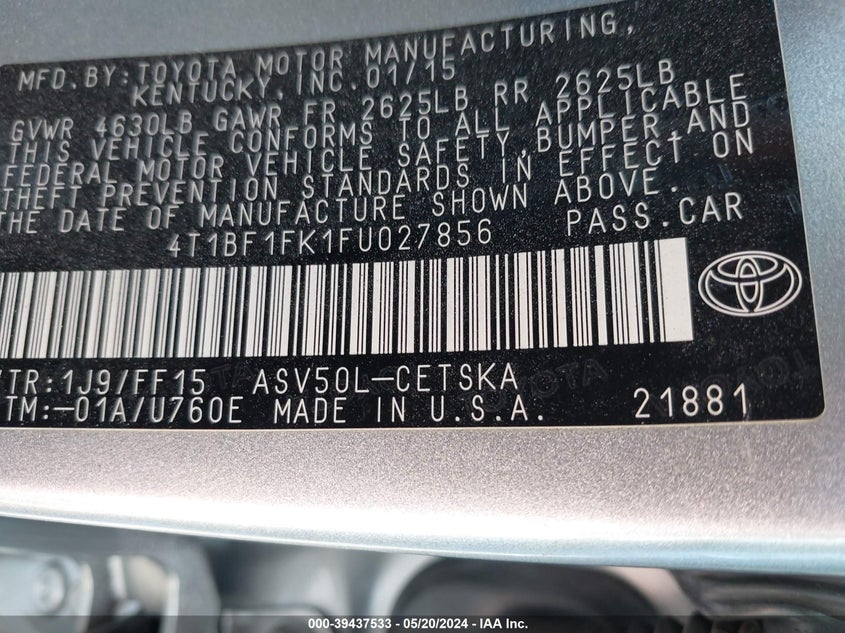 MFD.BY:TOYOTA MOTOR MANUFACTURING,
KENTUCKY,INC.01/15
GVWR 4630LB GAWR FR 2625LB RR 2625LB
THIS VEHICLE CONFORMS TO ALL APPLICABLE
FEDERAL MOTOR VEHICLE SAFETY,BUMPER,AND
THEFT PREVENTION STANDARDS IN EFFECT ON
THE DATE OF MANUFACTURE SHOWN ABOVE.
4T1BF1FK1FU027856 PASS.CAR
/TR:1J9/FF15 ASV50L-CETSKA
TM:-01A/U760E MADE IN U.S.A. 21881
000-39437533 / 05/20/2024 / IAA Inc.